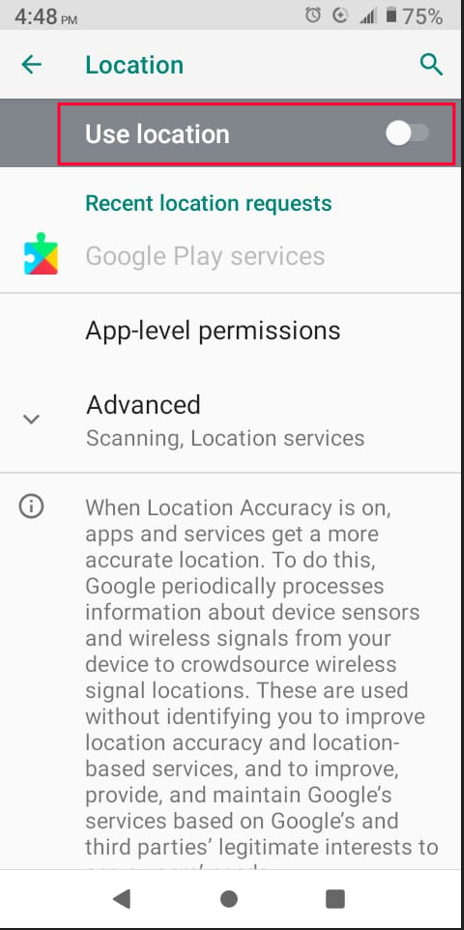 4:48 PM 75%
Location
Use location
Recent location requests
Google Play services
App-level permissions
Advanced
Scanning, Location services
When Location Accuracy is on,
apps and services get a more
accurate location. To do this,
Google periodically processes
information about device sensors
and wireless signals from your
device to crowdsource wireless
signal locations. These are used
without identifying you to improve
location accuracy and location-
based services, and to improve,
provide, and maintain Google's
services based on Google's and
third parties' legitimate interests to